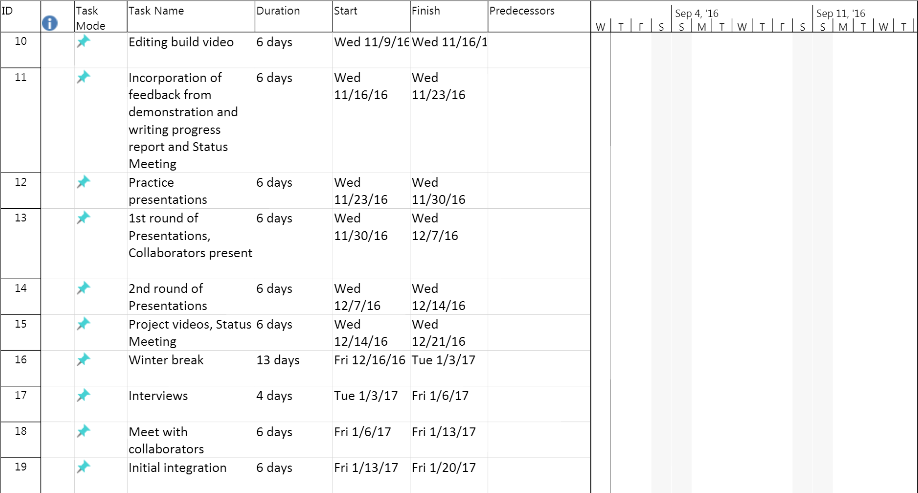 ID Task Mode Task Name Duration Start Finish Predecessors
Sep 4, '16 Sep 11, '16
W T F S S M T W T F S S M T W T
10 Editing build video 6 days Wed 11/9/16 Wed 11/16/1
11 Incorporation of 6 days Wed Wed
feedback from 11/16/16 11/23/16
demonstration and
writing progress
report and Status
Meeting
12 Practice 6 days Wed Wed
presentations 11/23/16 11/30/16
13 1st round of 6 days Wed Wed
Presentations, 11/30/16 12/7/16
Collaborators present
14 2nd round of 6 days Wed Wed
Presentations 12/7/16 12/14/16
15 Project videos, Status 6 days Wed Wed
Meeting 12/14/16 12/21/16
16 Winter break 13 days Fri 12/16/16 Tue 1/3/17
17 Interviews 4 days Tue 1/3/17 Fri 1/6/17
18 Meet with 6 days Fri 1/6/17 Fri 1/13/17
collaborators
19 Initial integration 6 days Fri 1/13/17 Fri 1/20/17